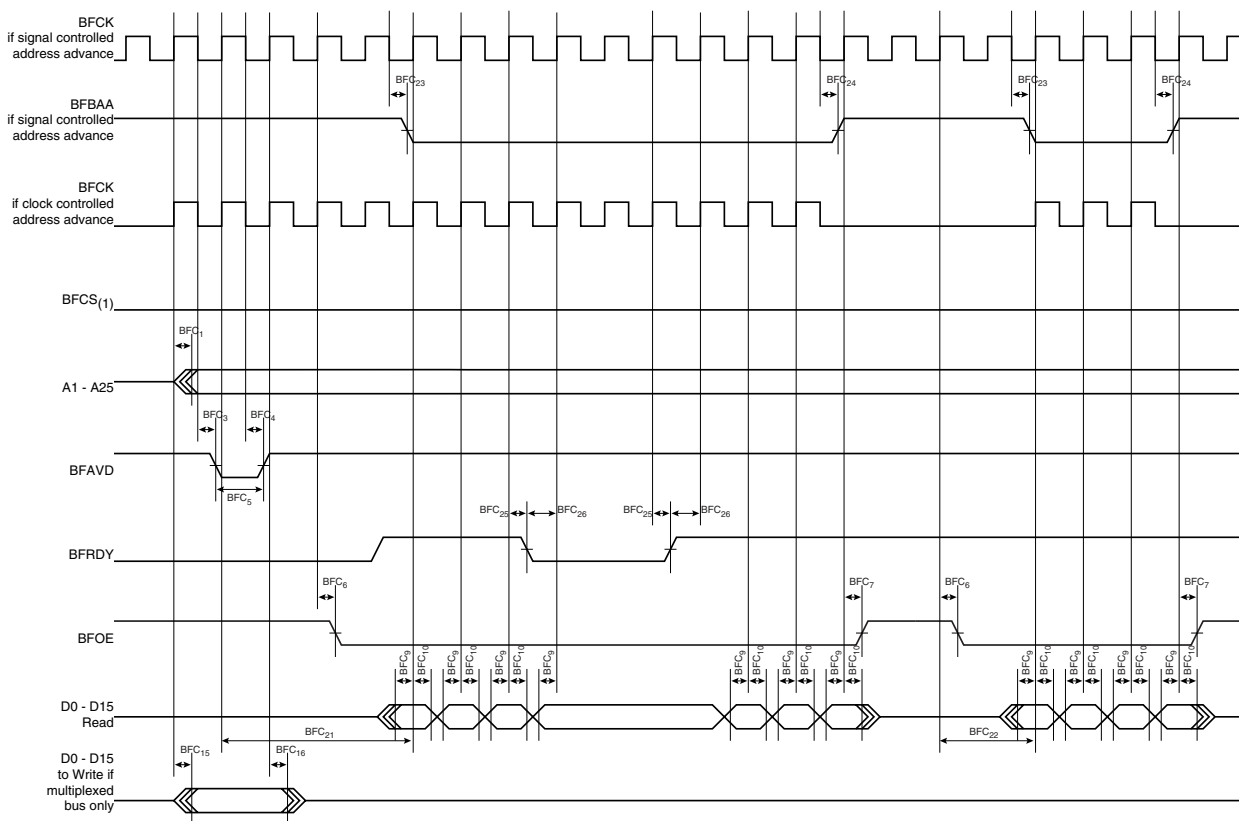 BFCK
if signal controlled
address advance
BFC23
BFC24
BFC23
BFC24
BFBAA
if signal controlled
address advance
BFCK
if clock controlled
address advance
BFCS(1)
BFC1
A1 - A25
BFC3
BFC4
BFAVD
BFC5
BFC25
BFC26
BFC25
BFC26
BFRDY
BFC6
BFC7
BFC6
BFC7
BFOE
BFC9
BFC10
BFC9
BFC10
BFC9
BFC10
BFC9
BFC9
BFC10
BFC9
BFC10
BFC9
BFC10
BFC9
BFC10
BFC9
BFC10
BFC9
BFC10
BFC9
BFC10
D0 - D15
Read
BFC21
BFC22
D0 - D15
to Write if
multiplexed
bus only
BFC15
BFC16